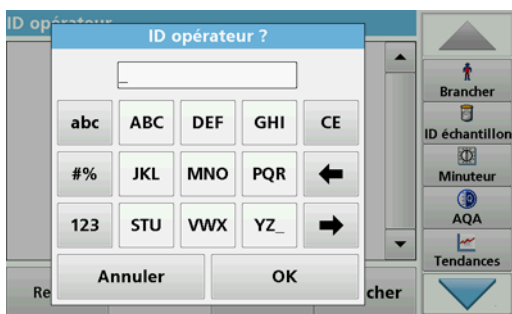 ID opérateur
ID opérateur ?
_
abc ABC DEF GHI CE
#% JKL MNO PQR
123 STU VWX YZ_
Annuler OK
Re cher
Brancher
ID échantillon
Minuteur
AQA
Tendances